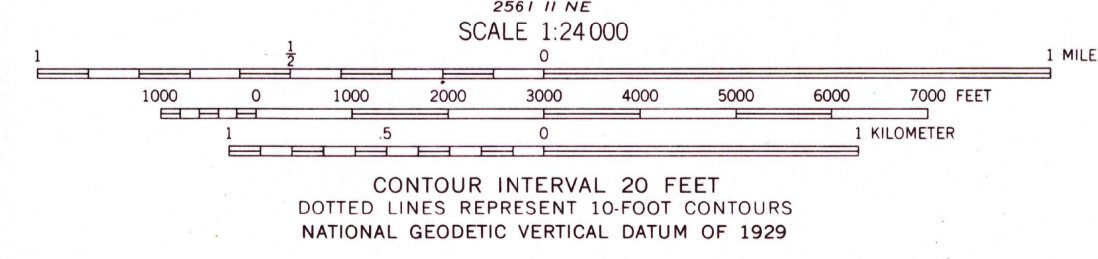 2561 II NE
SCALE 1:24 000
1 1/2 0 1 MILE
1000 0 1000 2000 3000 4000 5000 6000 7000 FEET
1 .5 0 1 KILOMETER
CONTOUR INTERVAL 20 FEET
DOTTED LINES REPRESENT 10-FOOT CONTOURS
NATIONAL GEODETIC VERTICAL DATUM OF 1929